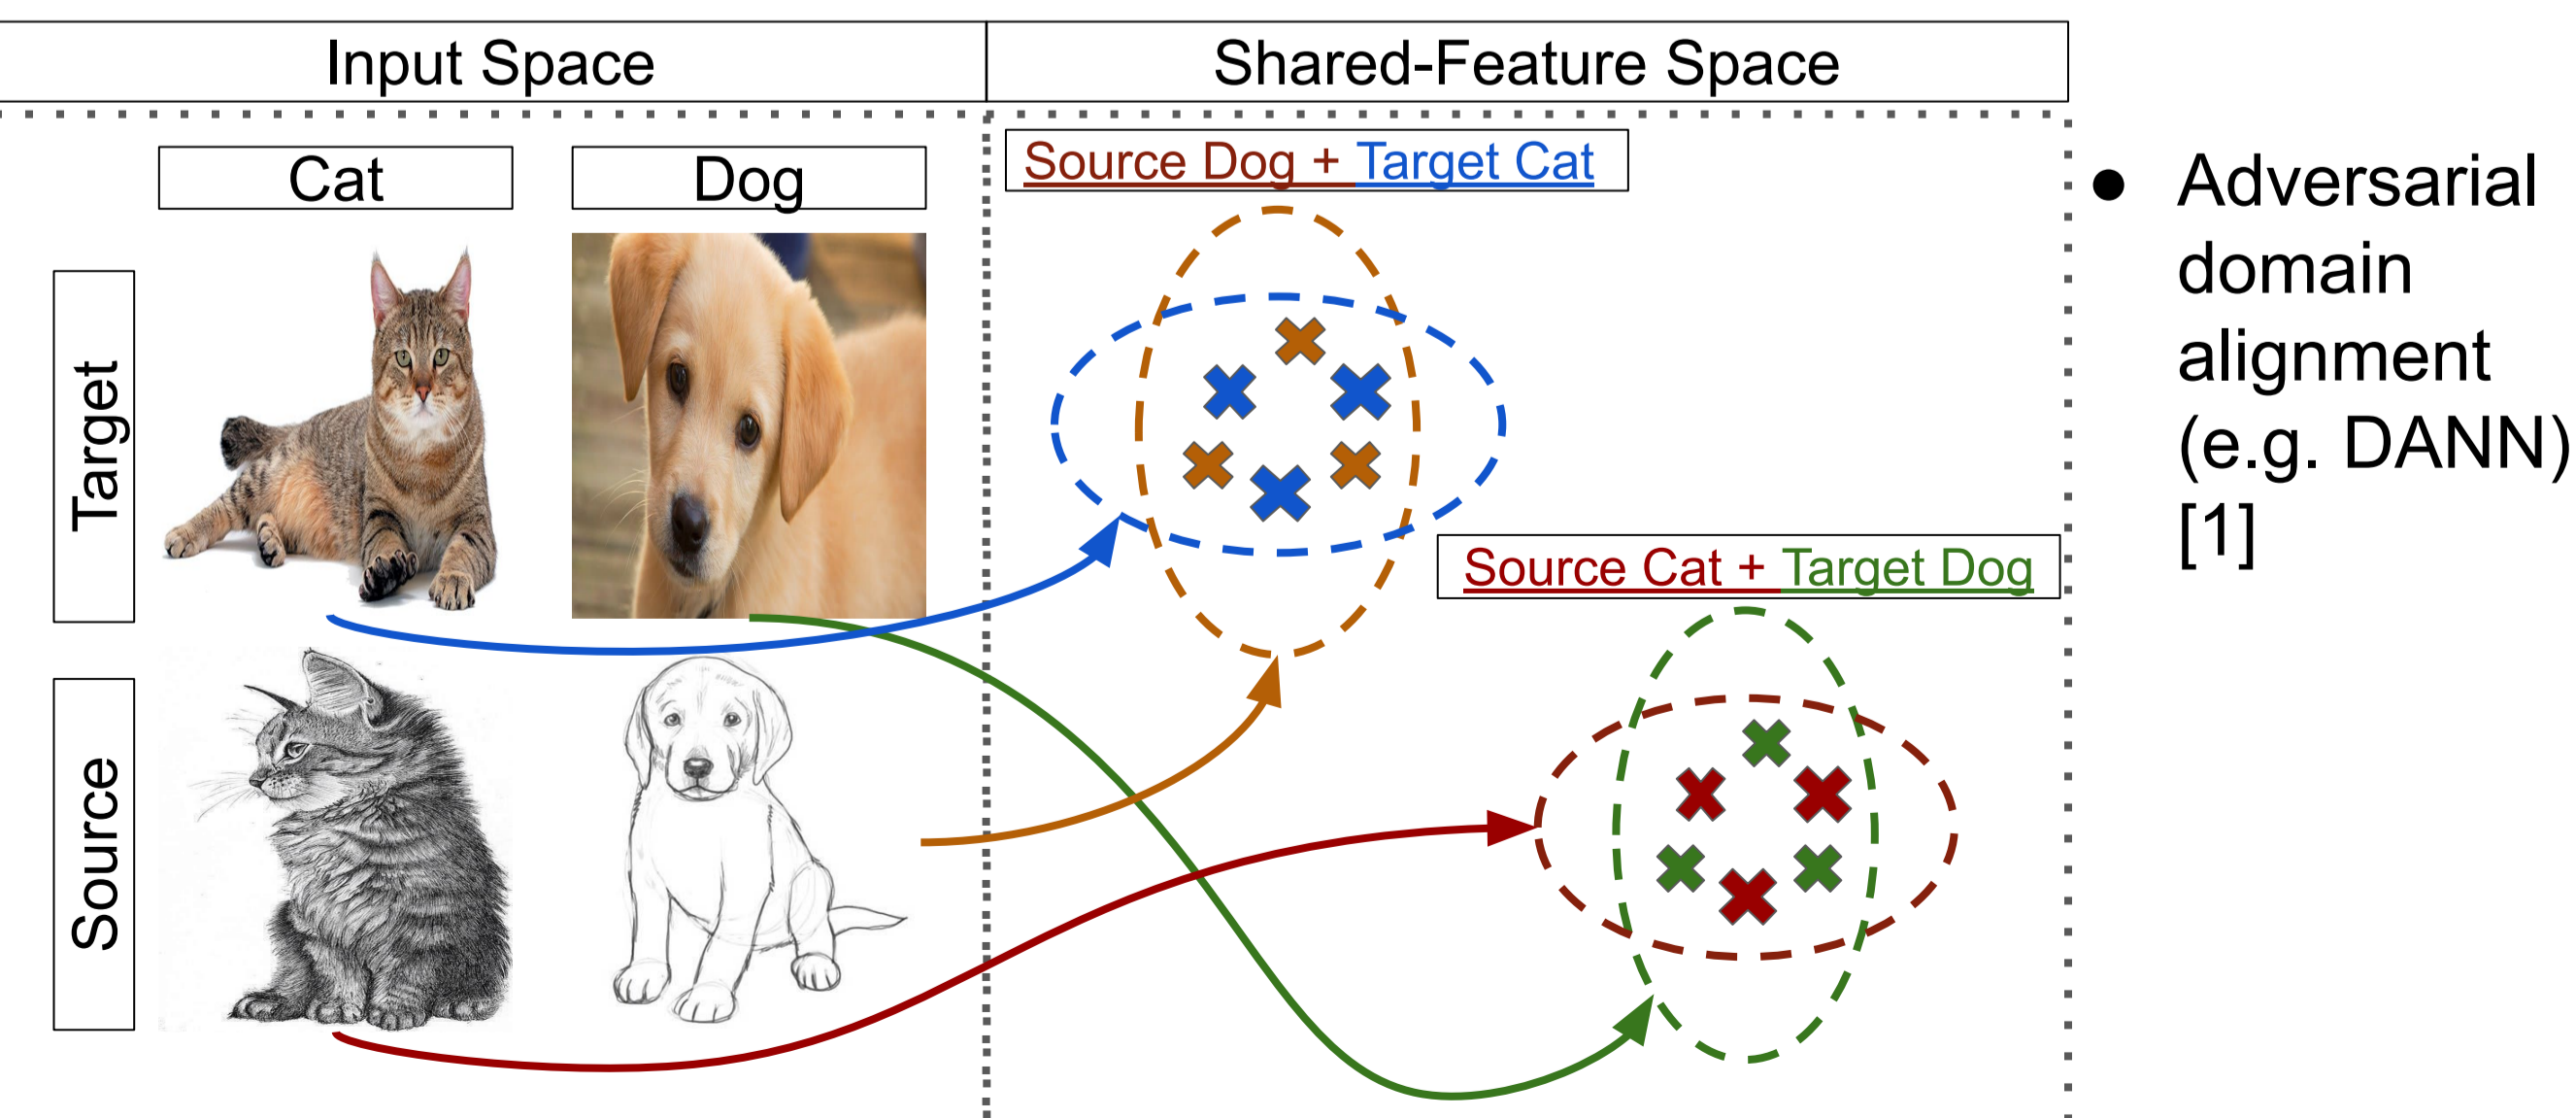 Input Space
Shared-Feature Space
Cat
Dog
Source Dog + Target Cat
Target
Source Cat + Target Dog
Source
● Adversarial
domain
alignment
(e.g. DANN)
[1]